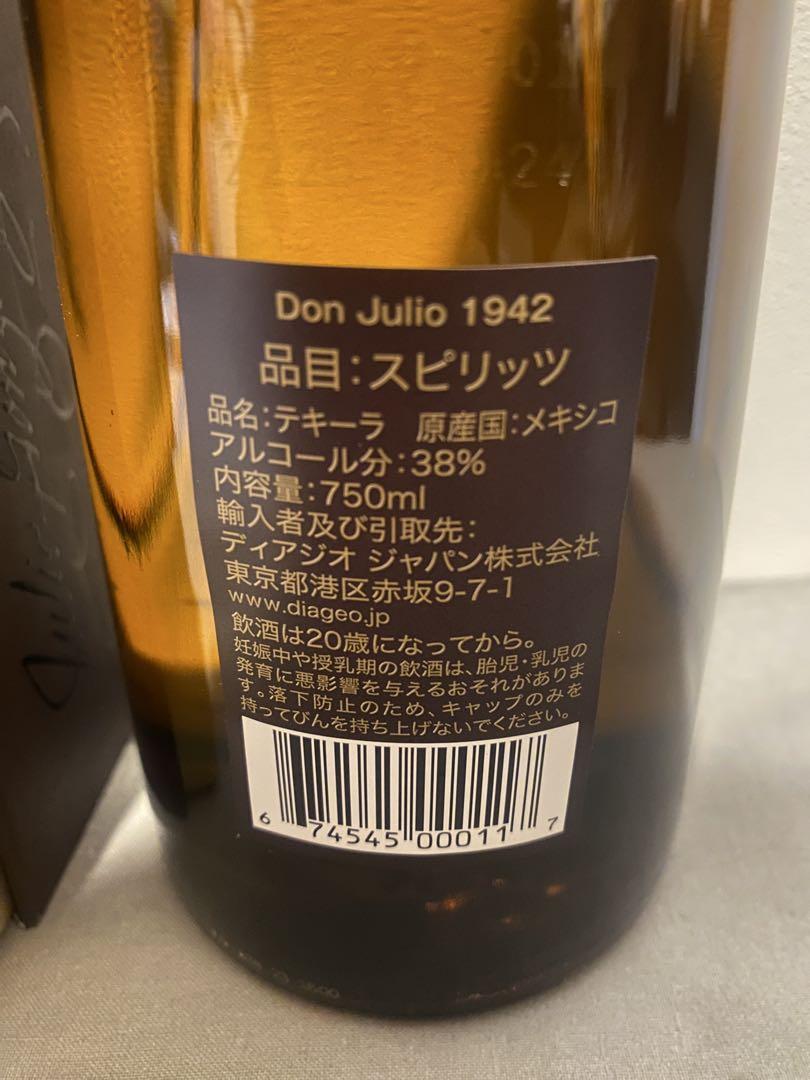 Don Julio 1942
品目：スピリッツ
品名：テキーラ　原産国：メキシコ
アルコール分：38%
内容量：750ml
輸入者及び引取先：
ディアジオ ジャパン株式会社
東京都港区赤坂9-7-1
www.diageo.jp
飲酒は20歳になってから。
妊娠中や授乳期の飲酒は、胎児・乳児の
発育に悪影響を与えるおそれがありま
す。落下防止のため、キャップのみを
持ってびんを持ち上げないでください。
6 74545 00011 7